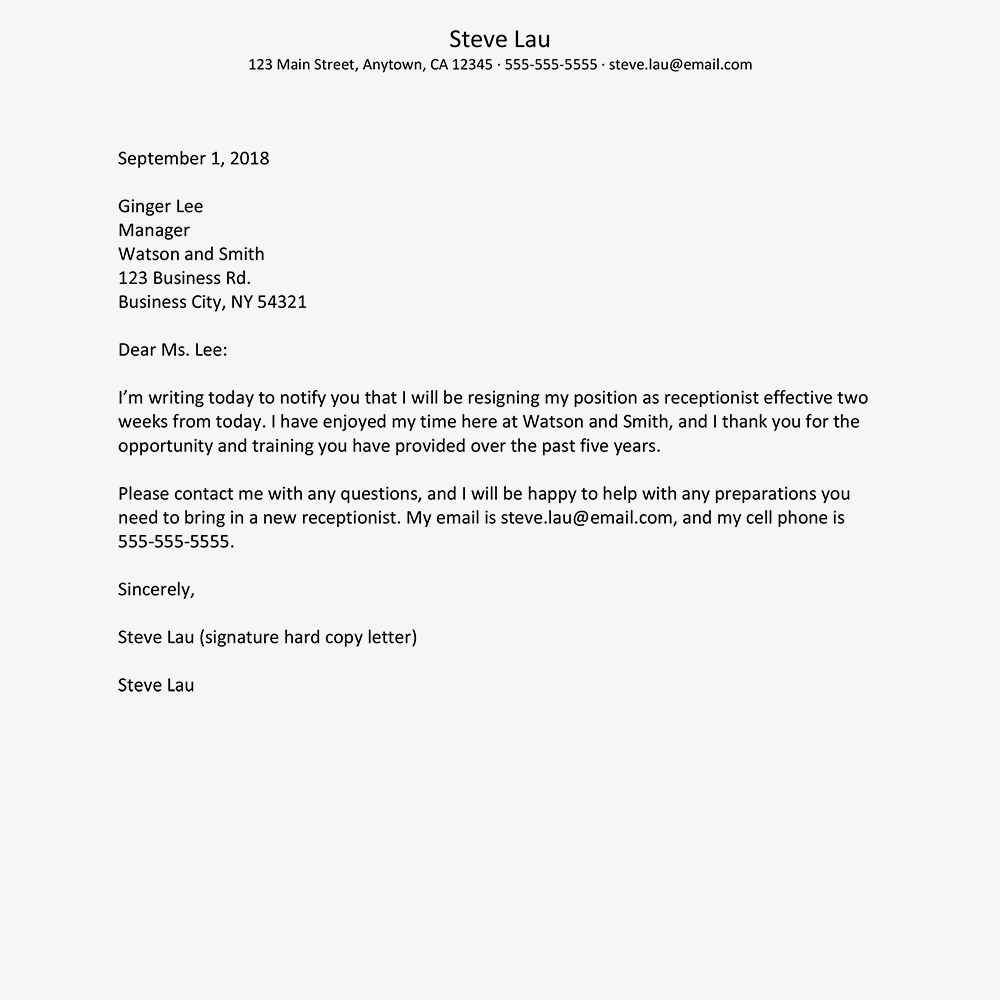 Steve Lau
123 Main Street, Anytown, CA 12345 · 555-555-5555 · steve.lau@email.com
September 1, 2018
Ginger Lee
Manager
Watson and Smith
123 Business Rd.
Business City, NY 54321
Dear Ms. Lee:
I’m writing today to notify you that I will be resigning my position as receptionist effective two
weeks from today. I have enjoyed my time here at Watson and Smith, and I thank you for the
opportunity and training you have provided over the past five years.
Please contact me with any questions, and I will be happy to help with any preparations you
need to bring in a new receptionist. My email is steve.lau@email.com, and my cell phone is
555-555-5555.
Sincerely,
Steve Lau (signature hard copy letter)
Steve Lau